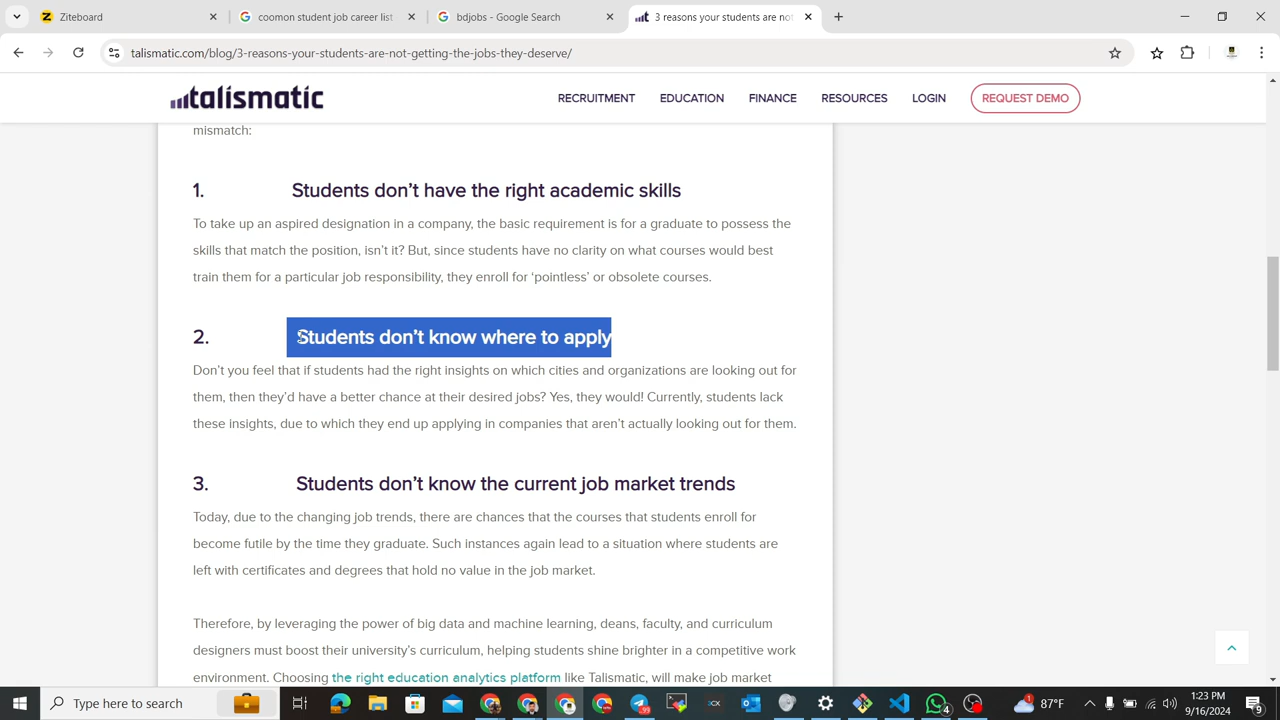 Ziteboard
coomon student job career list
bdjobs - Google Search
3 reasons your students are not
talismatic.com/blog/3-reasons-your-students-are-not-getting-the-jobs-they-deserve/
talismatic
RECRUITMENT
EDUCATION
FINANCE
RESOURCES
LOGIN
REQUEST DEMO
mismatch:
1. Students don’t have the right academic skills
To take up an aspired designation in a company, the basic requirement is for a graduate to possess the
skills that match the position, isn’t it? But, since students have no clarity on what courses would best
train them for a particular job responsibility, they enroll for ‘pointless’ or obsolete courses.
2. Students don’t know where to apply
Don’t you feel that if students had the right insights on which cities and organizations are looking out for
them, then they’d have a better chance at their desired jobs? Yes, they would! Currently, students lack
these insights, due to which they end up applying in companies that aren’t actually looking out for them.
3. Students don’t know the current job market trends
Today, due to the changing job trends, there are chances that the courses that students enroll for
become futile by the time they graduate. Such instances again lead to a situation where students are
left with certificates and degrees that hold no value in the job market.
Therefore, by leveraging the power of big data and machine learning, deans, faculty, and curriculum
designers must boost their university’s curriculum, helping students shine brighter in a competitive work
environment. Choosing the right education analytics platform like Talismatic, will make job market
Type here to search
99
4
1
87°F
1:23 PM
9/16/2024
9